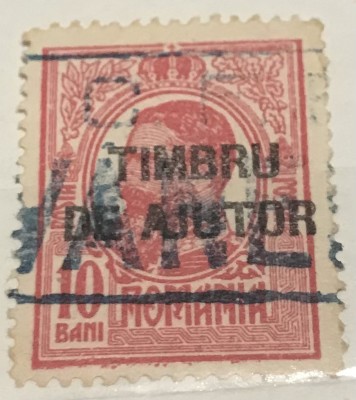 C F
TIMBRU
DE AJUTOR
10
BANI
ROMANIA